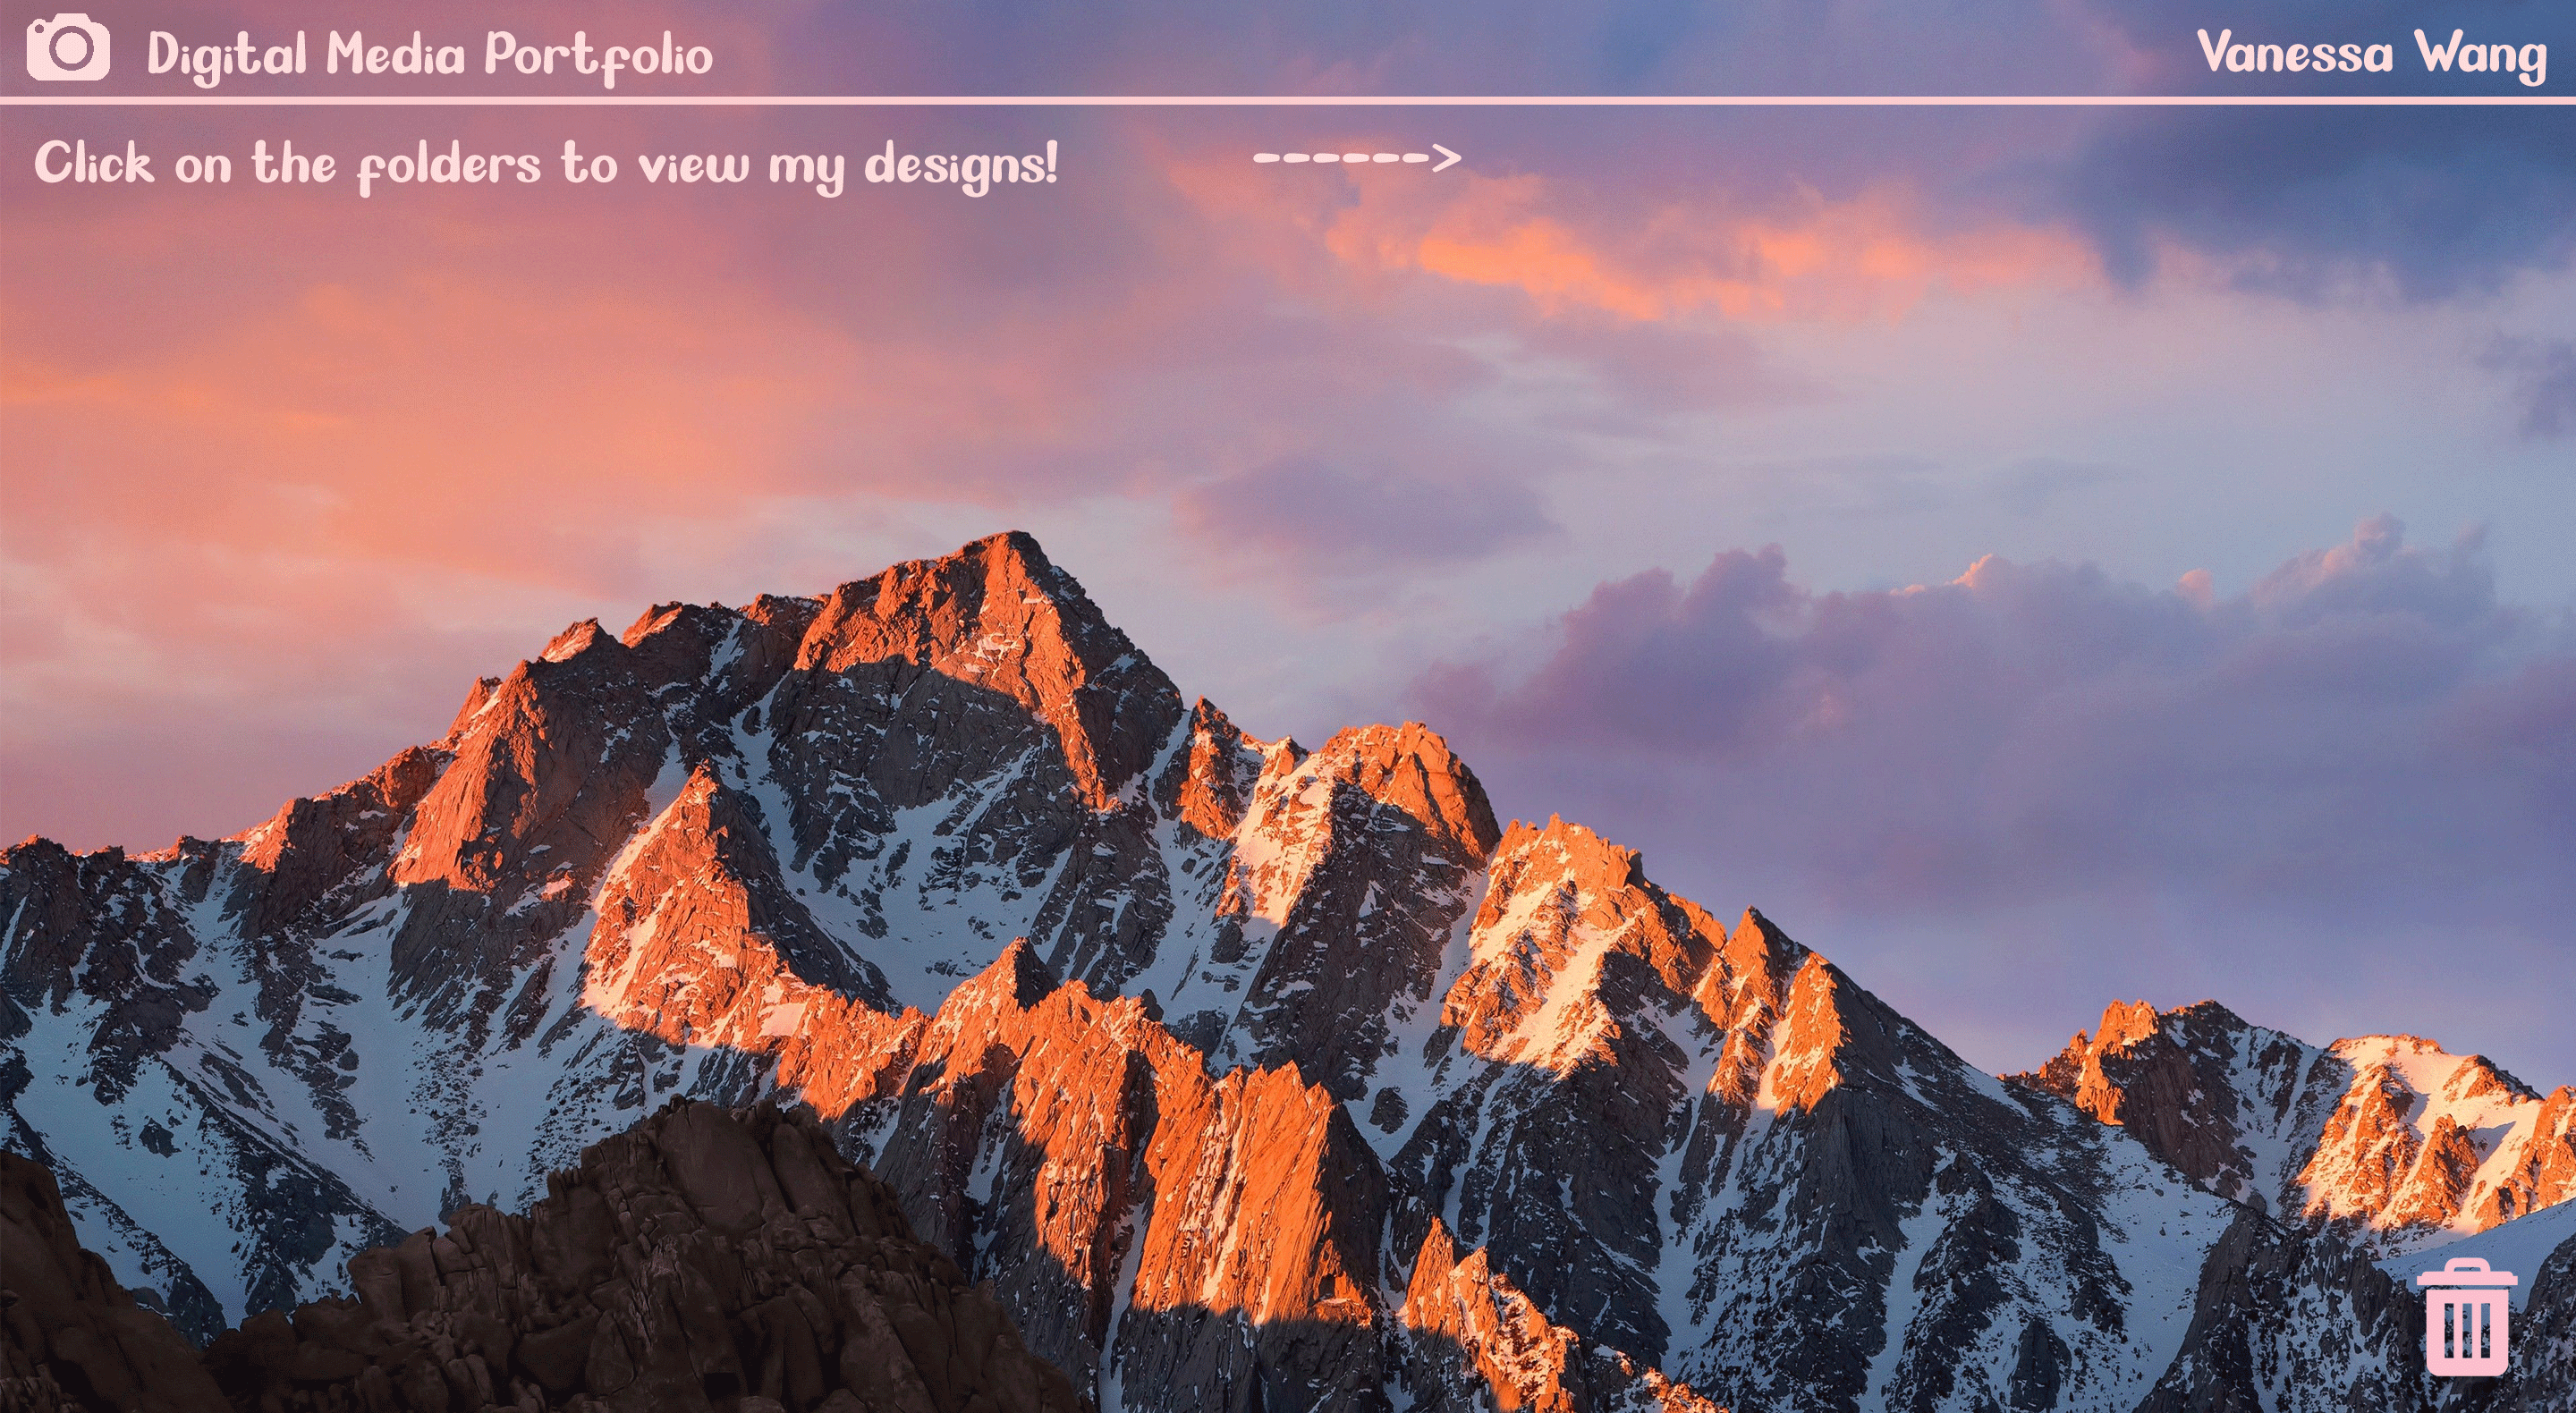 Digital Media Portfolio
Vanessa Wang
Click on the folders to view my designs! ------>